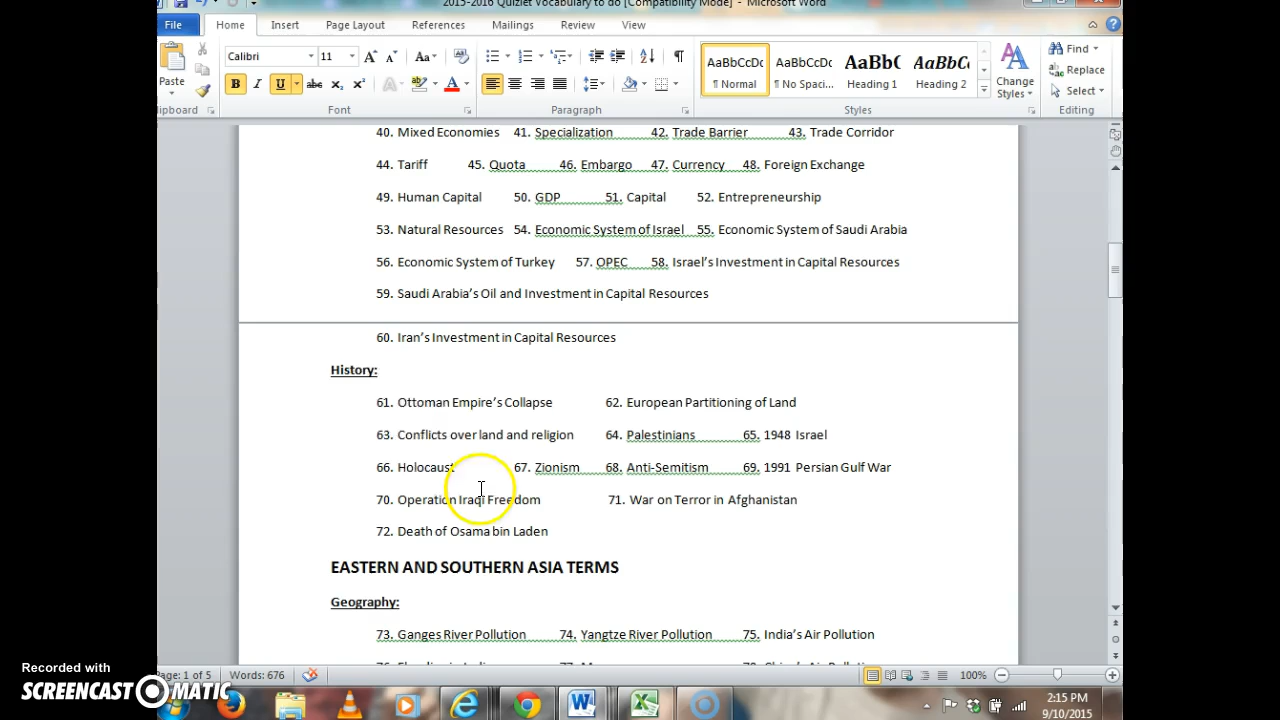 2015-2016 Quizlet Vocabulary to do [Compatibility Mode] - Microsoft Word
File Home Insert Page Layout References Mailings Review View
Calibri 11 Aa
AaBbCcDc AaBbCcDc AaBbC AaBbCc
Paste B I U abc x₂ x² A
¶ Normal ¶ No Spaci... Heading 1 Heading 2 Change Styles
Find Replace Select
lipboard Font Paragraph Styles Editing
40. Mixed Economies 41. Specialization 42. Trade Barrier 43. Trade Corridor
44. Tariff 45. Quota 46. Embargo 47. Currency 48. Foreign Exchange
49. Human Capital 50. GDP 51. Capital 52. Entrepreneurship
53. Natural Resources 54. Economic System of Israel 55. Economic System of Saudi Arabia
56. Economic System of Turkey 57. OPEC 58. Israel's Investment in Capital Resources
59. Saudi Arabia's Oil and Investment in Capital Resources
60. Iran's Investment in Capital Resources
History:
61. Ottoman Empire's Collapse 62. European Partitioning of Land
63. Conflicts over land and religion 64. Palestinians 65. 1948 Israel
66. Holocaust 67. Zionism 68. Anti-Semitism 69. 1991 Persian Gulf War
70. Operation Iraqi Freedom 71. War on Terror in Afghanistan
72. Death of Osama bin Laden
EASTERN AND SOUTHERN ASIA TERMS
Geography:
73. Ganges River Pollution 74. Yangtze River Pollution 75. India's Air Pollution
Page: 1 of 5 Words: 676 100%
Recorded with
SCREENCAST MATIC
2:15 PM
9/10/2015